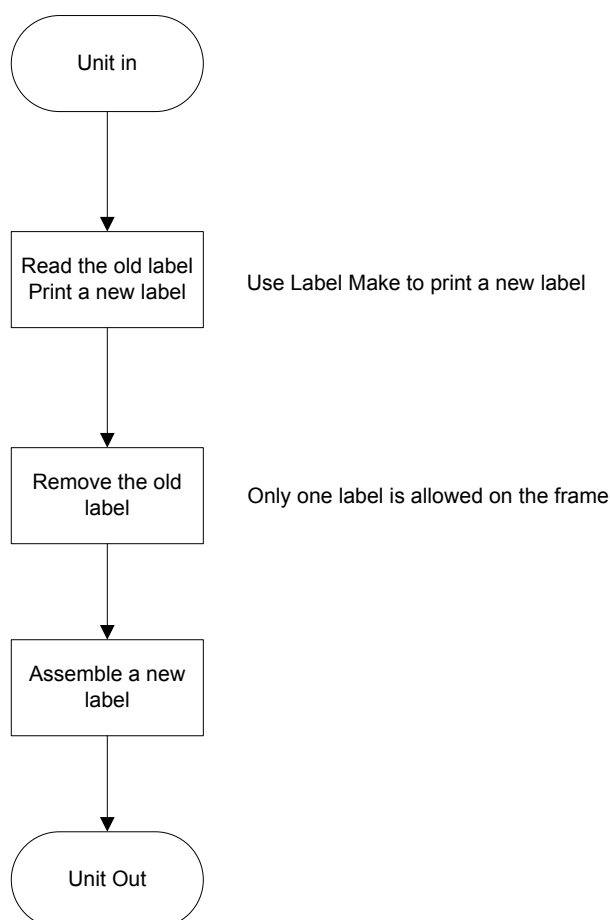 Unit in
Read the old label
Print a new label
Use Label Make to print a new label
Remove the old
label
Only one label is allowed on the frame
Assemble a new
label
Unit Out